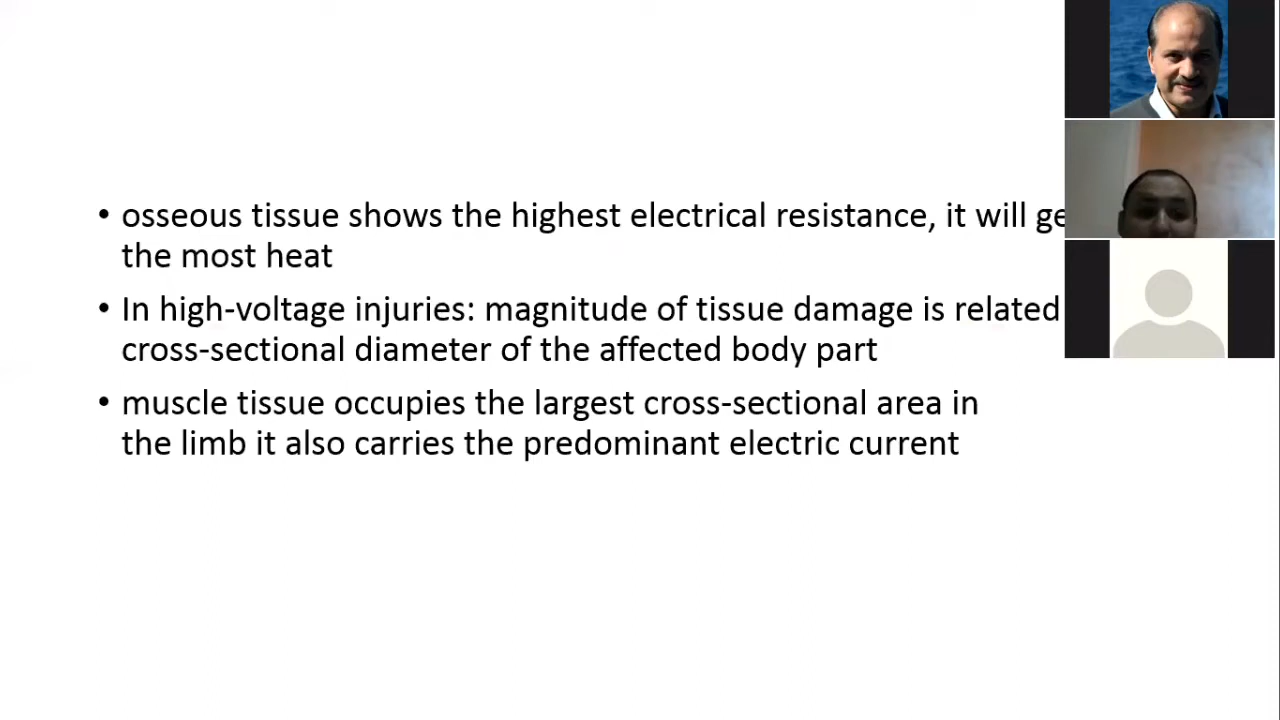 • osseous tissue shows the highest electrical resistance, it will
the most heat
• In high-voltage injuries: magnitude of tissue damage is related
cross-sectional diameter of the affected body part
• muscle tissue occupies the largest cross-sectional area in
the limb it also carries the predominant electric current